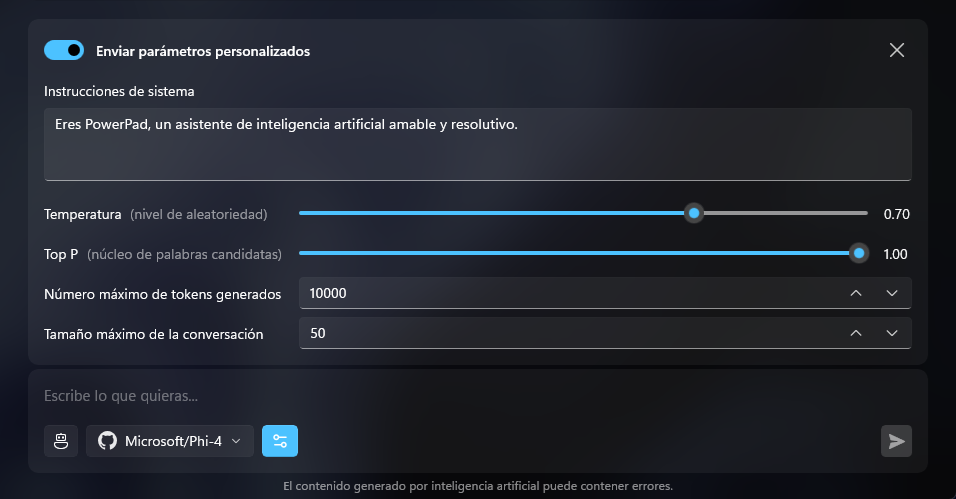 Enviar parámetros personalizados
Instrucciones de sistema
Eres PowerPad, un asistente de inteligencia artificial amable y resolutivo.
Temperatura (nivel de aleatoriedad) 0.70
Top P (núcleo de palabras candidatas) 1.00
Número máximo de tokens generados 10000
Tamaño máximo de la conversación 50
Escribe lo que quieras...
Microsoft/Phi-4
El contenido generado por inteligencia artificial puede contener errores.